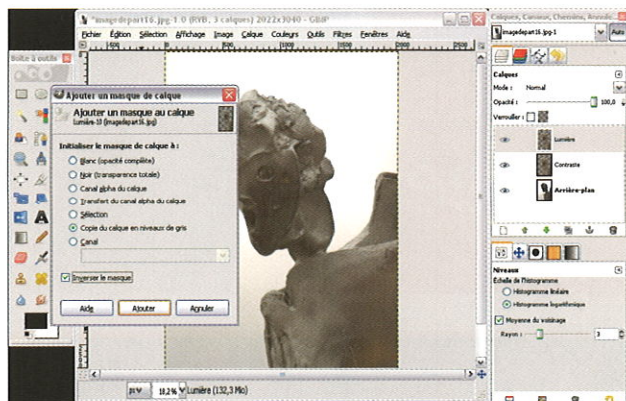 *imagedepart16.jpg-1.0 (RVB, 3 calques) 2022x3040 - GIMP
Fichier Édition Sélection Affichage Image Calque Couleurs Outils Filtres Fenêtres Aide
Boîte à outils
Ajouter un masque de calque
Ajouter un masque au calque
Lumière-10 (imagedepart16.jpg)
Initialiser le masque de calque à :
Blanc (opacité complète)
Noir (transparence totale)
Canal alpha du calque
Transfert du canal alpha du calque
Sélection
Copie du calque en niveaux de gris
Canal
Inverser le masque
Aide Ajouter Annuler
px 18,2% Lumière (132,3 Mio)
Calques, Canaux, Chemins, Annule...
imagedepart16.jpg-1 Auto
Calques
Mode : Normal
Opacité : 100,0
Verrouiller :
Lumière
Contraste
Arrière-plan
Niveaux
Échelle de l'histogramme
Histogramme linéaire
Histogramme logarithmique
Moyenne du voisinage
Rayon : 3